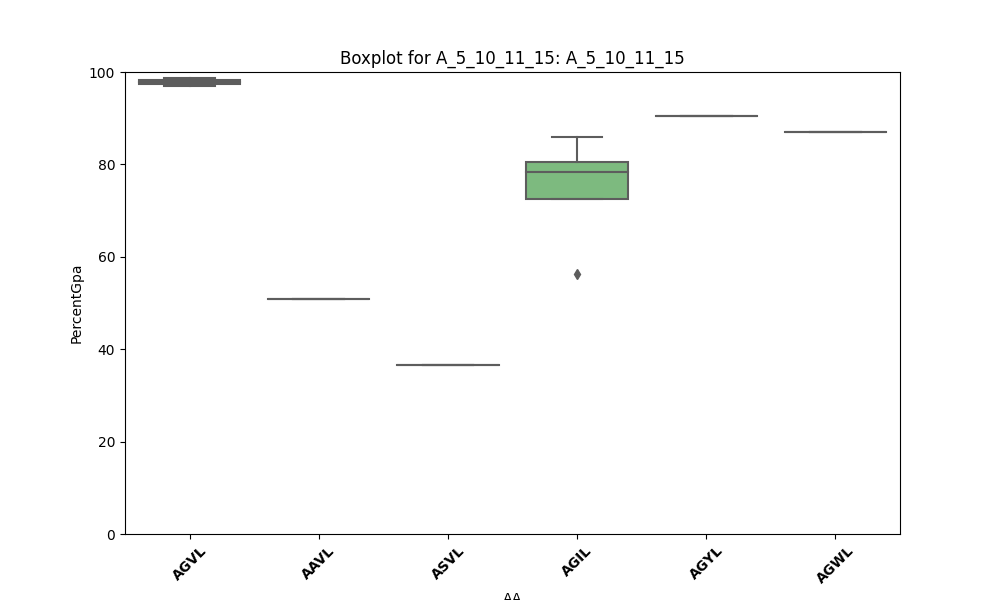 Boxplot for A_5_10_11_15: A_5_10_11_15
100
80
60
40
20
0
PercentGpa
AGVL
AAVL
ASVL
AGIL
AGYL
AGWL
AA